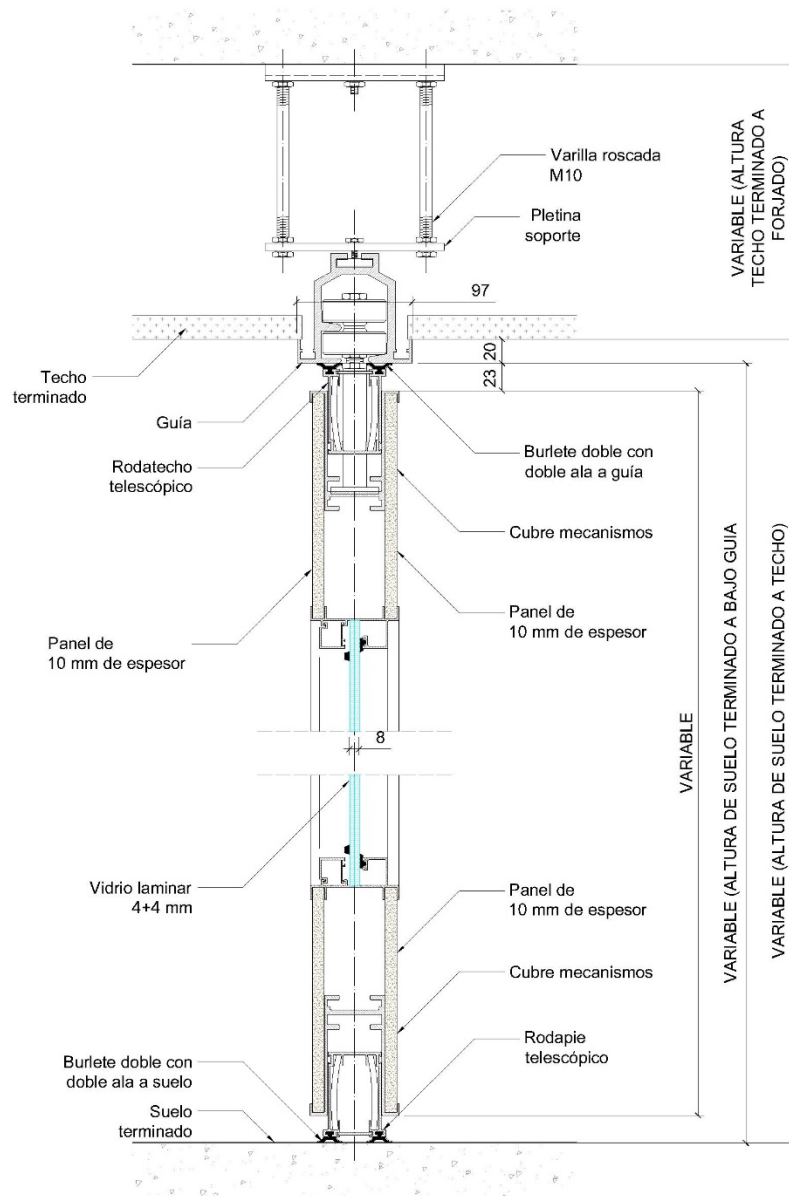 VARIABLE (ALTURA
TECHO TERMINADO A
FORJADO)
Varilla roscada
M10
Pletina
soporte
97
20
23
Techo
terminado
Guía
Rodatecho
telescópico
Burlete doble con
doble ala a guía
Cubre mecanismos
Panel de
10 mm de espesor
Panel de
10 mm de espesor
8
VARIABLE
VARIABLE (ALTURA DE SUELO TERMINADO A BAJO GUIA
VARIABLE (ALTURA DE SUELO TERMINADO A TECHO)
Vidrio laminar
4+4 mm
Panel de
10 mm de espesor
Cubre mecanismos
Rodapie
telescópico
Burlete doble con
doble ala a suelo
Suelo
terminado